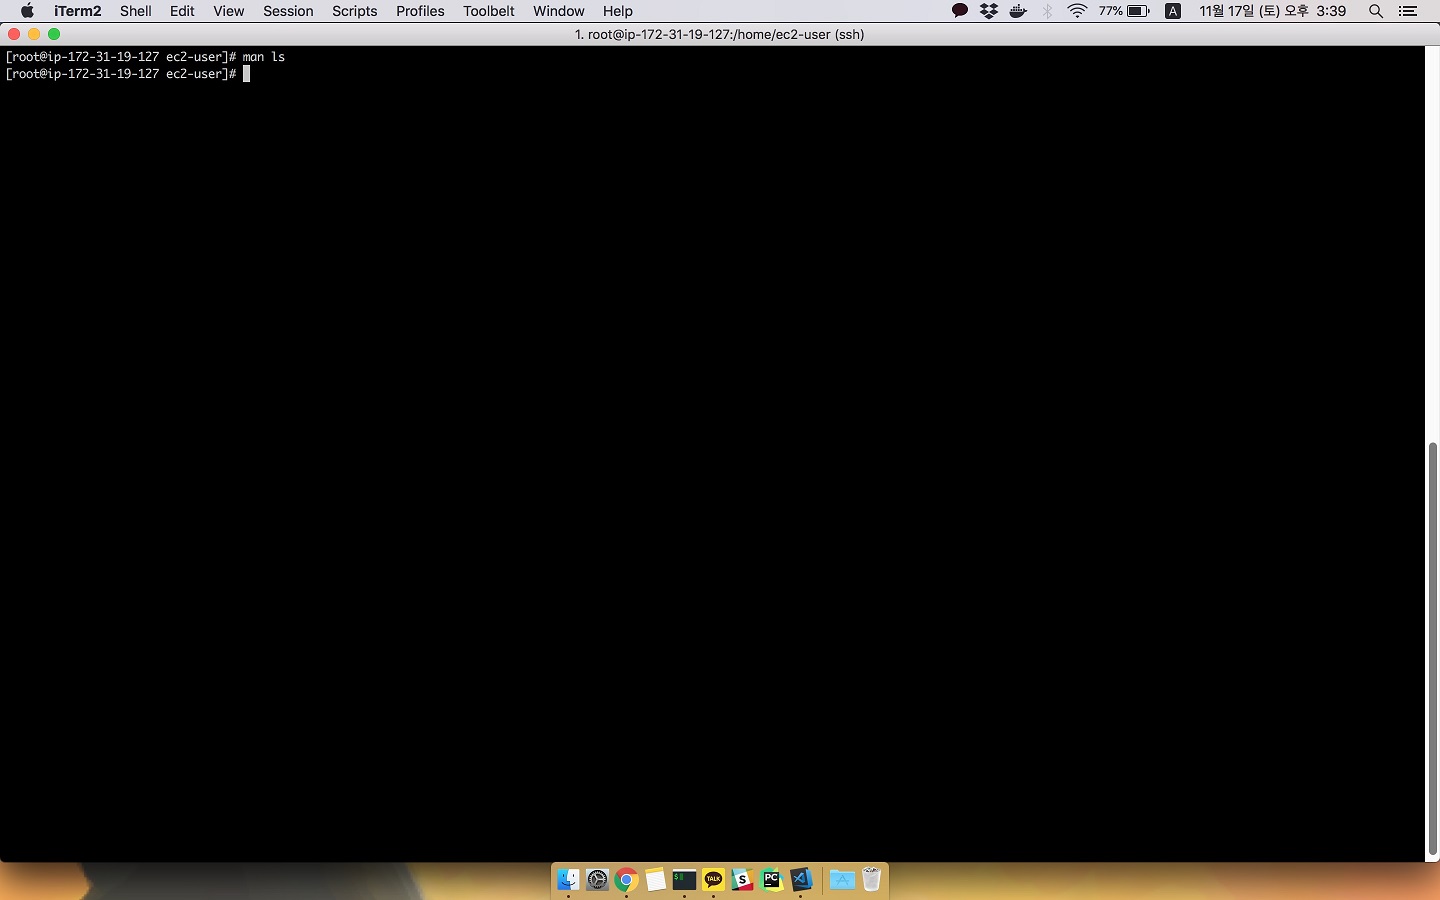 iTerm2 Shell Edit View Session Scripts Profiles Toolbelt Window Help 77% A 11월 17일 (토) 오후 3:39
1. root@ip-172-31-19-127:/home/ec2-user (ssh)
[root@ip-172-31-19-127 ec2-user]# man ls
[root@ip-172-31-19-127 ec2-user]#
$ TALK S PC